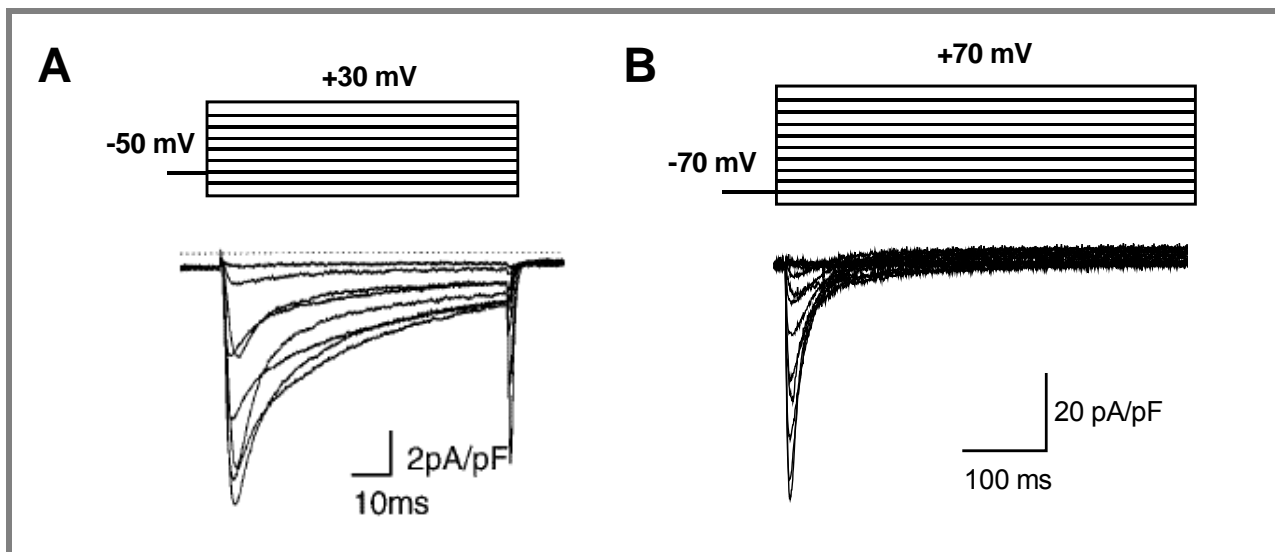 A
+30 mV
-50 mV
2pA/pF
10ms
B
+70 mV
-70 mV
20 pA/pF
100 ms